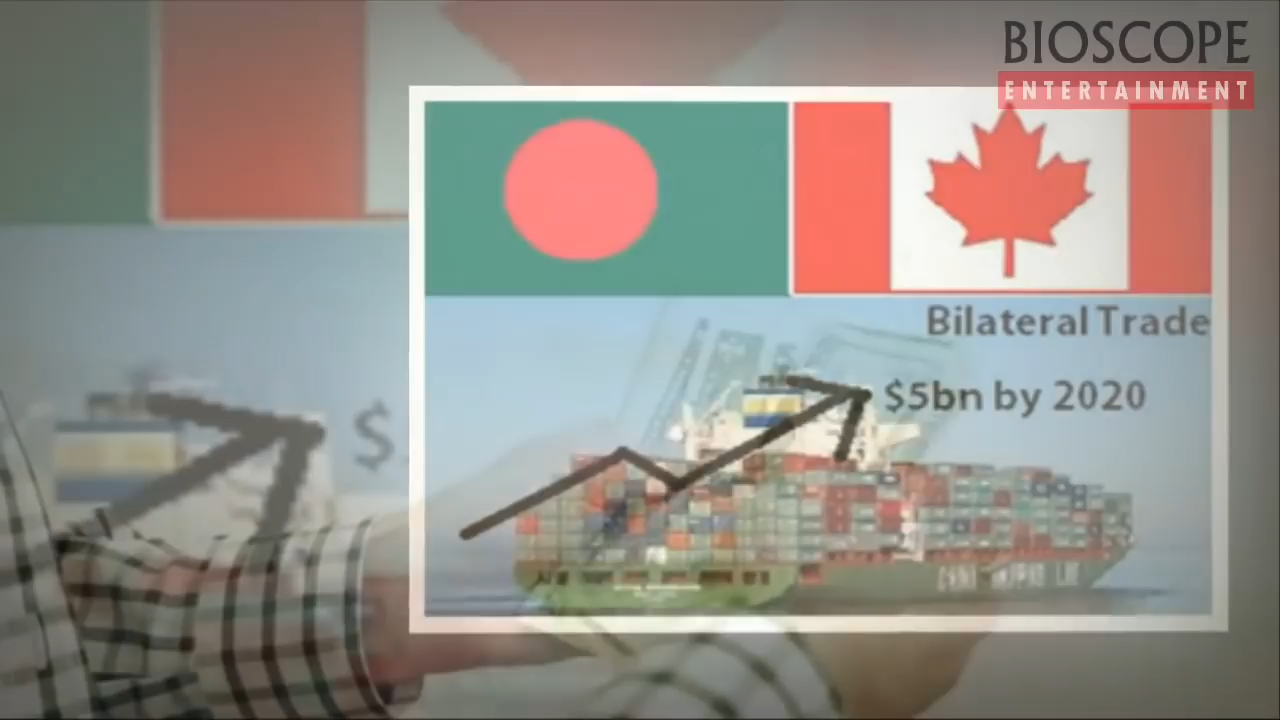 BIOSCOPE
ENTERTAINMENT
Bilateral Trade
$5bn by 2020
$